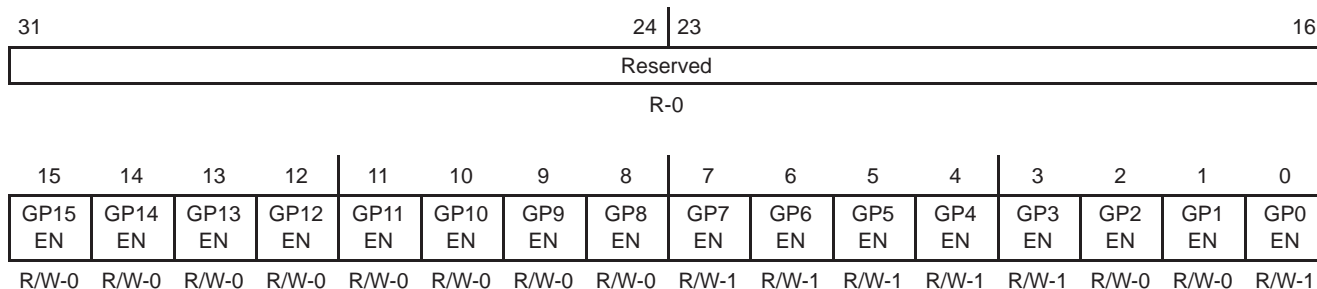 31 24 23 16
Reserved
R-0
15 14 13 12 11 10 9 8 7 6 5 4 3 2 1 0
GP15 GP14 GP13 GP12 GP11 GP10 GP9 GP8 GP7 GP6 GP5 GP4 GP3 GP2 GP1 GP0
EN EN EN EN EN EN EN EN EN EN EN EN EN EN EN EN
R/W-0 R/W-0 R/W-0 R/W-0 R/W-0 R/W-0 R/W-0 R/W-0 R/W-1 R/W-1 R/W-1 R/W-1 R/W-1 R/W-0 R/W-0 R/W-1